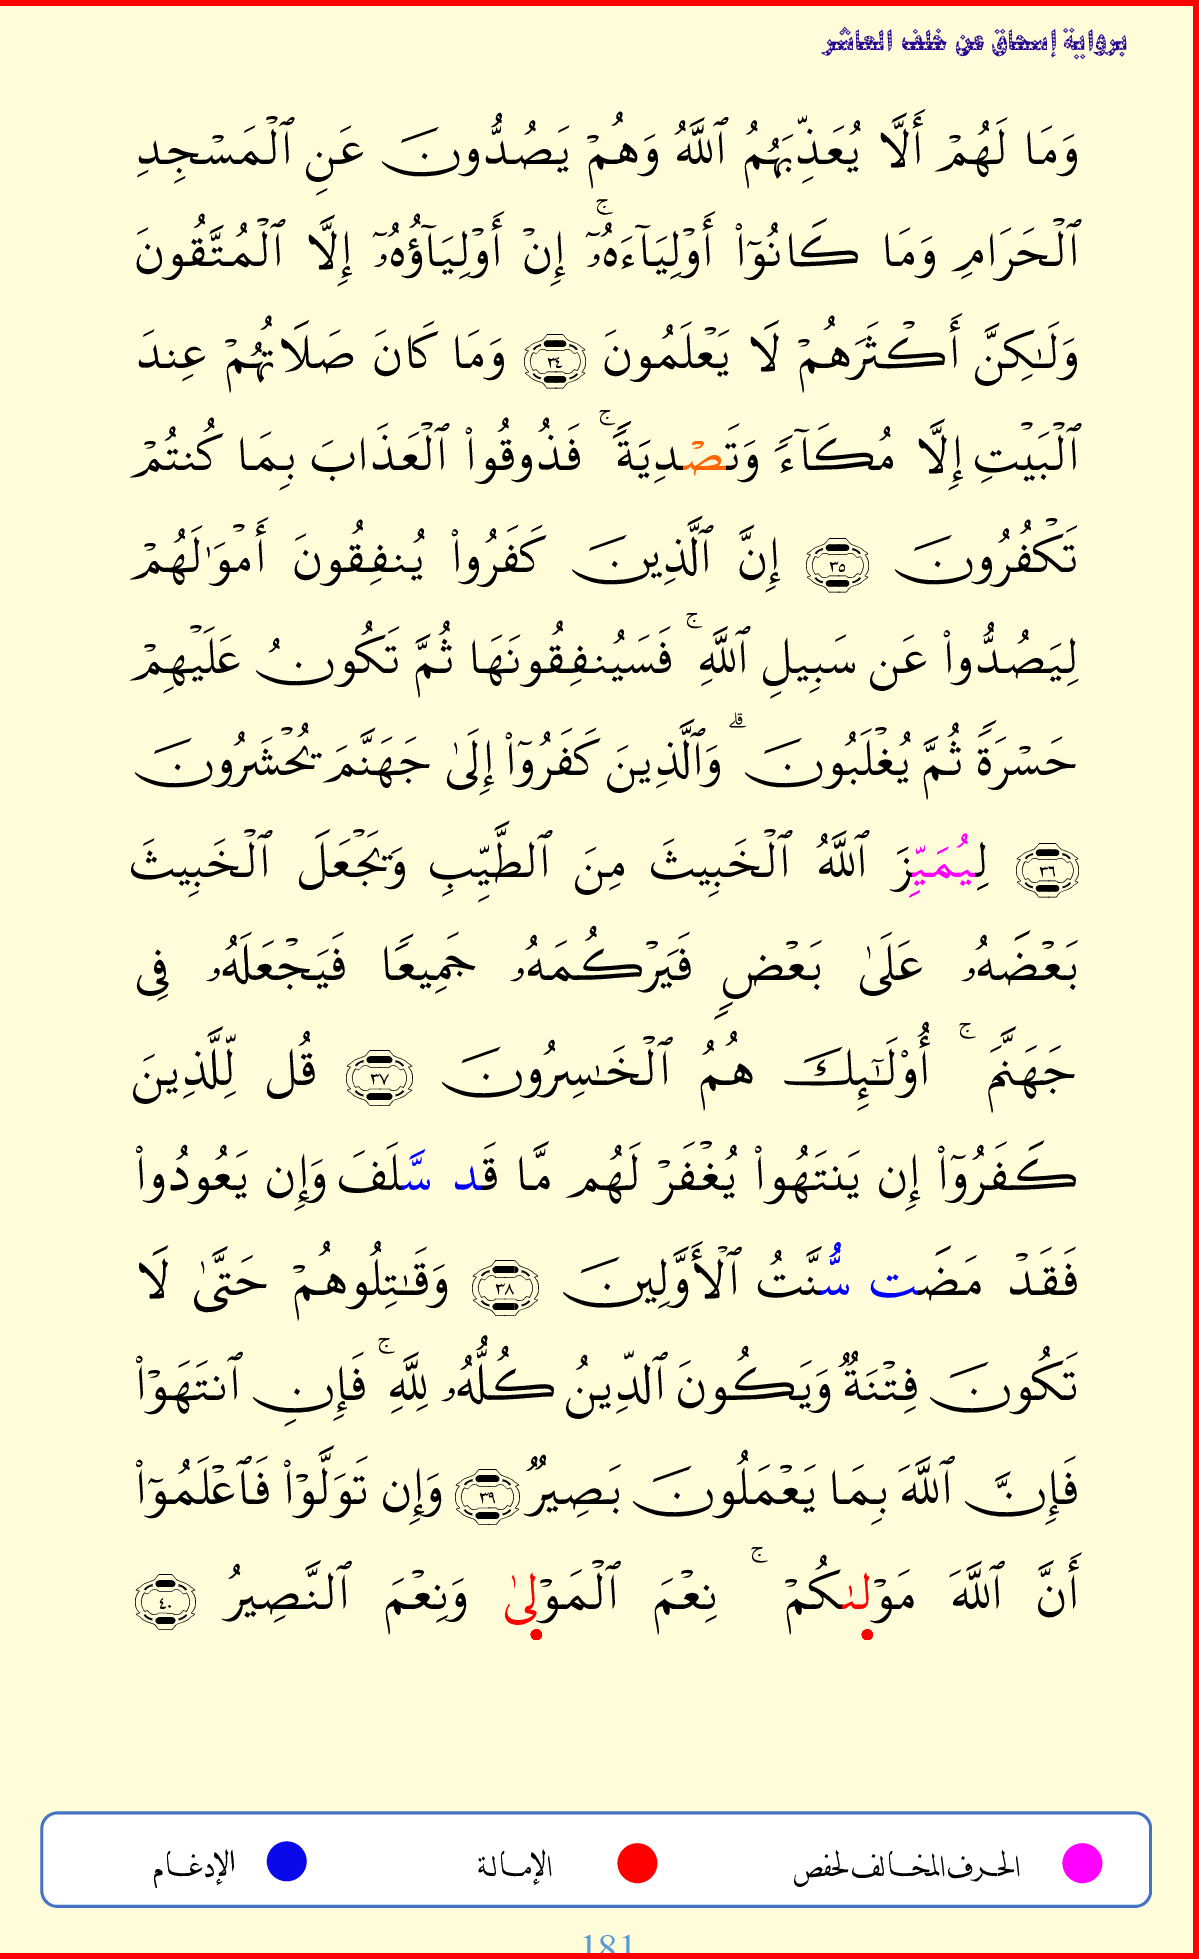 برواية إسحاق عن خلف العاشر
وَمَا لَهُمْ أَلَّا يُعَذِّبَهُمُ ٱللَّهُ وَهُمْ يَصُدُّونَ عَنِ ٱلْمَسْجِدِ
ٱلْحَرَامِ وَمَا كَانُوٓا۟ أَوْلِيَآءَهُۥٓ ۚ إِنْ أَوْلِيَآؤُهُۥٓ إِلَّا ٱلْمُتَّقُونَ
وَلَـٰكِنَّ أَكْثَرَهُمْ لَا يَعْلَمُونَ ٣٤ وَمَا كَانَ صَلَاتُهُمْ عِندَ
ٱلْبَيْتِ إِلَّا مُكَآءً وَتَصْدِيَةً ۚ فَذُوقُوا۟ ٱلْعَذَابَ بِمَا كُنتُمْ
تَكْفُرُونَ ٣٥ إِنَّ ٱلَّذِينَ كَفَرُوا۟ يُنفِقُونَ أَمْوَٰلَهُمْ
لِيَصُدُّوا۟ عَن سَبِيلِ ٱللَّهِ ۚ فَسَيُنفِقُونَهَا ثُمَّ تَكُونُ عَلَيْهِمْ
حَسْرَةً ثُمَّ يُغْلَبُونَ ۗ وَٱلَّذِينَ كَفَرُوٓا۟ إِلَىٰ جَهَنَّمَ يُحْشَرُونَ
٣٦ لِيُمَيِّزَ ٱللَّهُ ٱلْخَبِيثَ مِنَ ٱلطَّيِّبِ وَيَجْعَلَ ٱلْخَبِيثَ
بَعْضَهُۥ عَلَىٰ بَعْضٍ فَيَرْكُمَهُۥ جَمِيعًا فَيَجْعَلَهُۥ فِى
جَهَنَّمَ ۚ أُو۟لَـٰٓئِكَ هُمُ ٱلْخَـٰسِرُونَ ٣٧ قُل لِّلَّذِينَ
كَفَرُوٓا۟ إِن يَنتَهُوا۟ يُغْفَرْ لَهُم مَّا قَد سَّلَفَ وَإِن يَعُودُوا۟
فَقَدْ مَضَت سُّنَّتُ ٱلْأَوَّلِينَ ٣٨ وَقَـٰتِلُوهُمْ حَتَّىٰ لَا
تَكُونَ فِتْنَةٌ وَيَكُونَ ٱلدِّينُ كُلُّهُۥ لِلَّهِ ۚ فَإِنِ ٱنتَهَوْا۟
فَإِنَّ ٱللَّهَ بِمَا يَعْمَلُونَ بَصِيرٌ ٣٩ وَإِن تَوَلَّوْا۟ فَٱعْلَمُوٓا۟
أَنَّ ٱللَّهَ مَوْلَىٰكُمْ ۚ نِعْمَ ٱلْمَوْلَىٰ وَنِعْمَ ٱلنَّصِيرُ ٤٠
الحرف المخالف لحفص الإمالة الإدغام
181